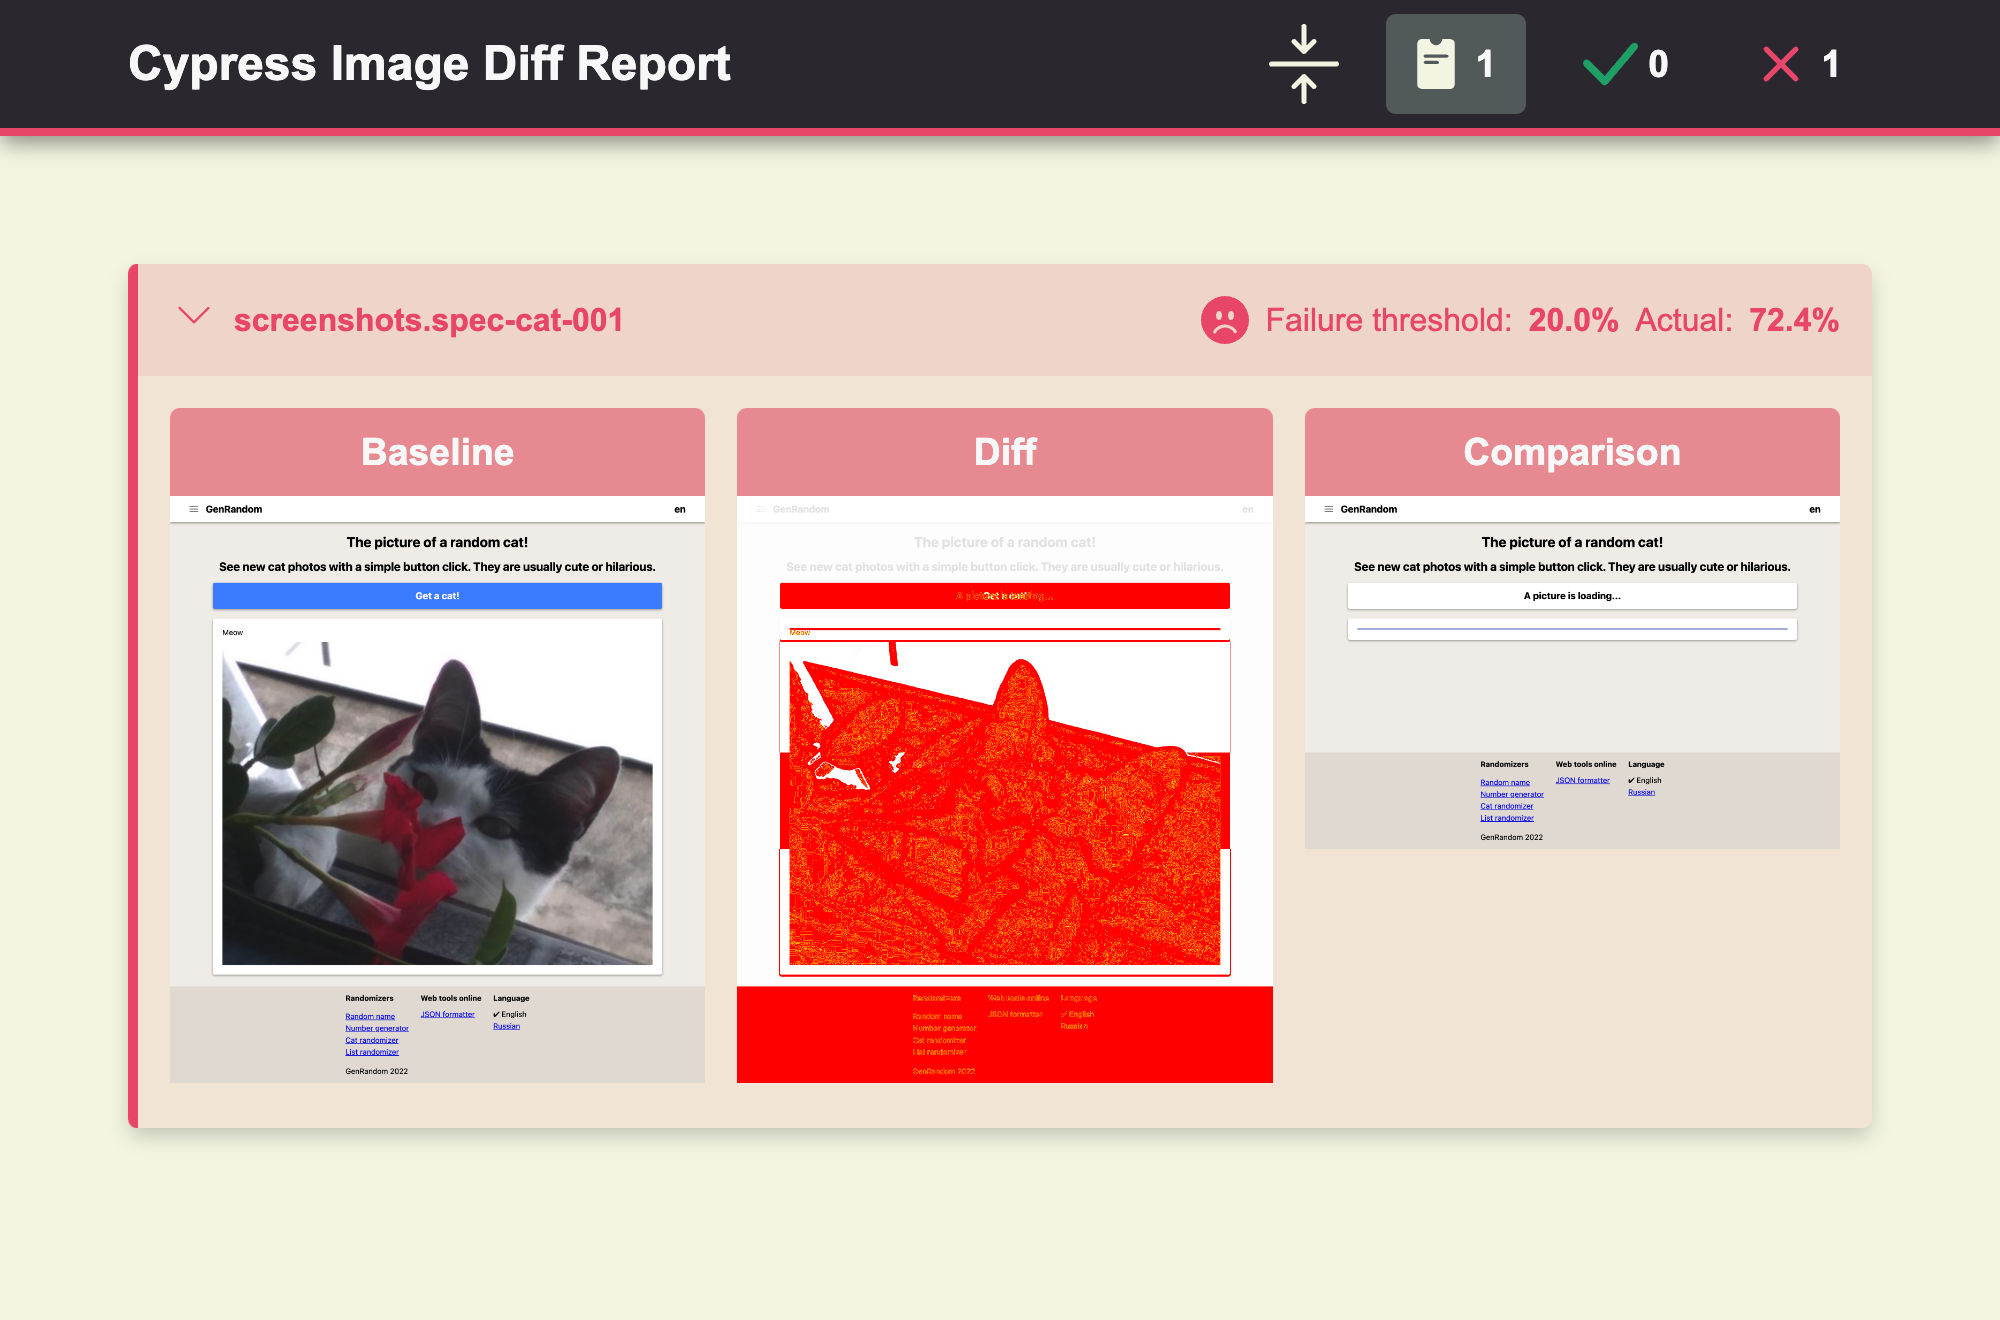 Cypress Image Diff Report
1
0
1
screenshots.spec-cat-001
Failure threshold: 20.0% Actual: 72.4%
Baseline
GenRandom en
The picture of a random cat!
See new cat photos with a simple button click. They are usually cute or hilarious.
Get a cat!
Meow
Randomizers Web tools online Language
Random name JSON formatter ✔ English
Number generator Russian
Cat randomizer
List randomizer
GenRandom 2022
Diff
GenRandom en
The picture of a random cat!
See new cat photos with a simple button click. They are usually cute or hilarious.
Meow
Randomizers Web tools online Language
Random name JSON formatter ✔ English
Number generator Russian
Cat randomizer
List randomizer
GenRandom 2022
Comparison
GenRandom en
The picture of a random cat!
See new cat photos with a simple button click. They are usually cute or hilarious.
A picture is loading...
Randomizers Web tools online Language
Random name JSON formatter ✔ English
Number generator Russian
Cat randomizer
List randomizer
GenRandom 2022